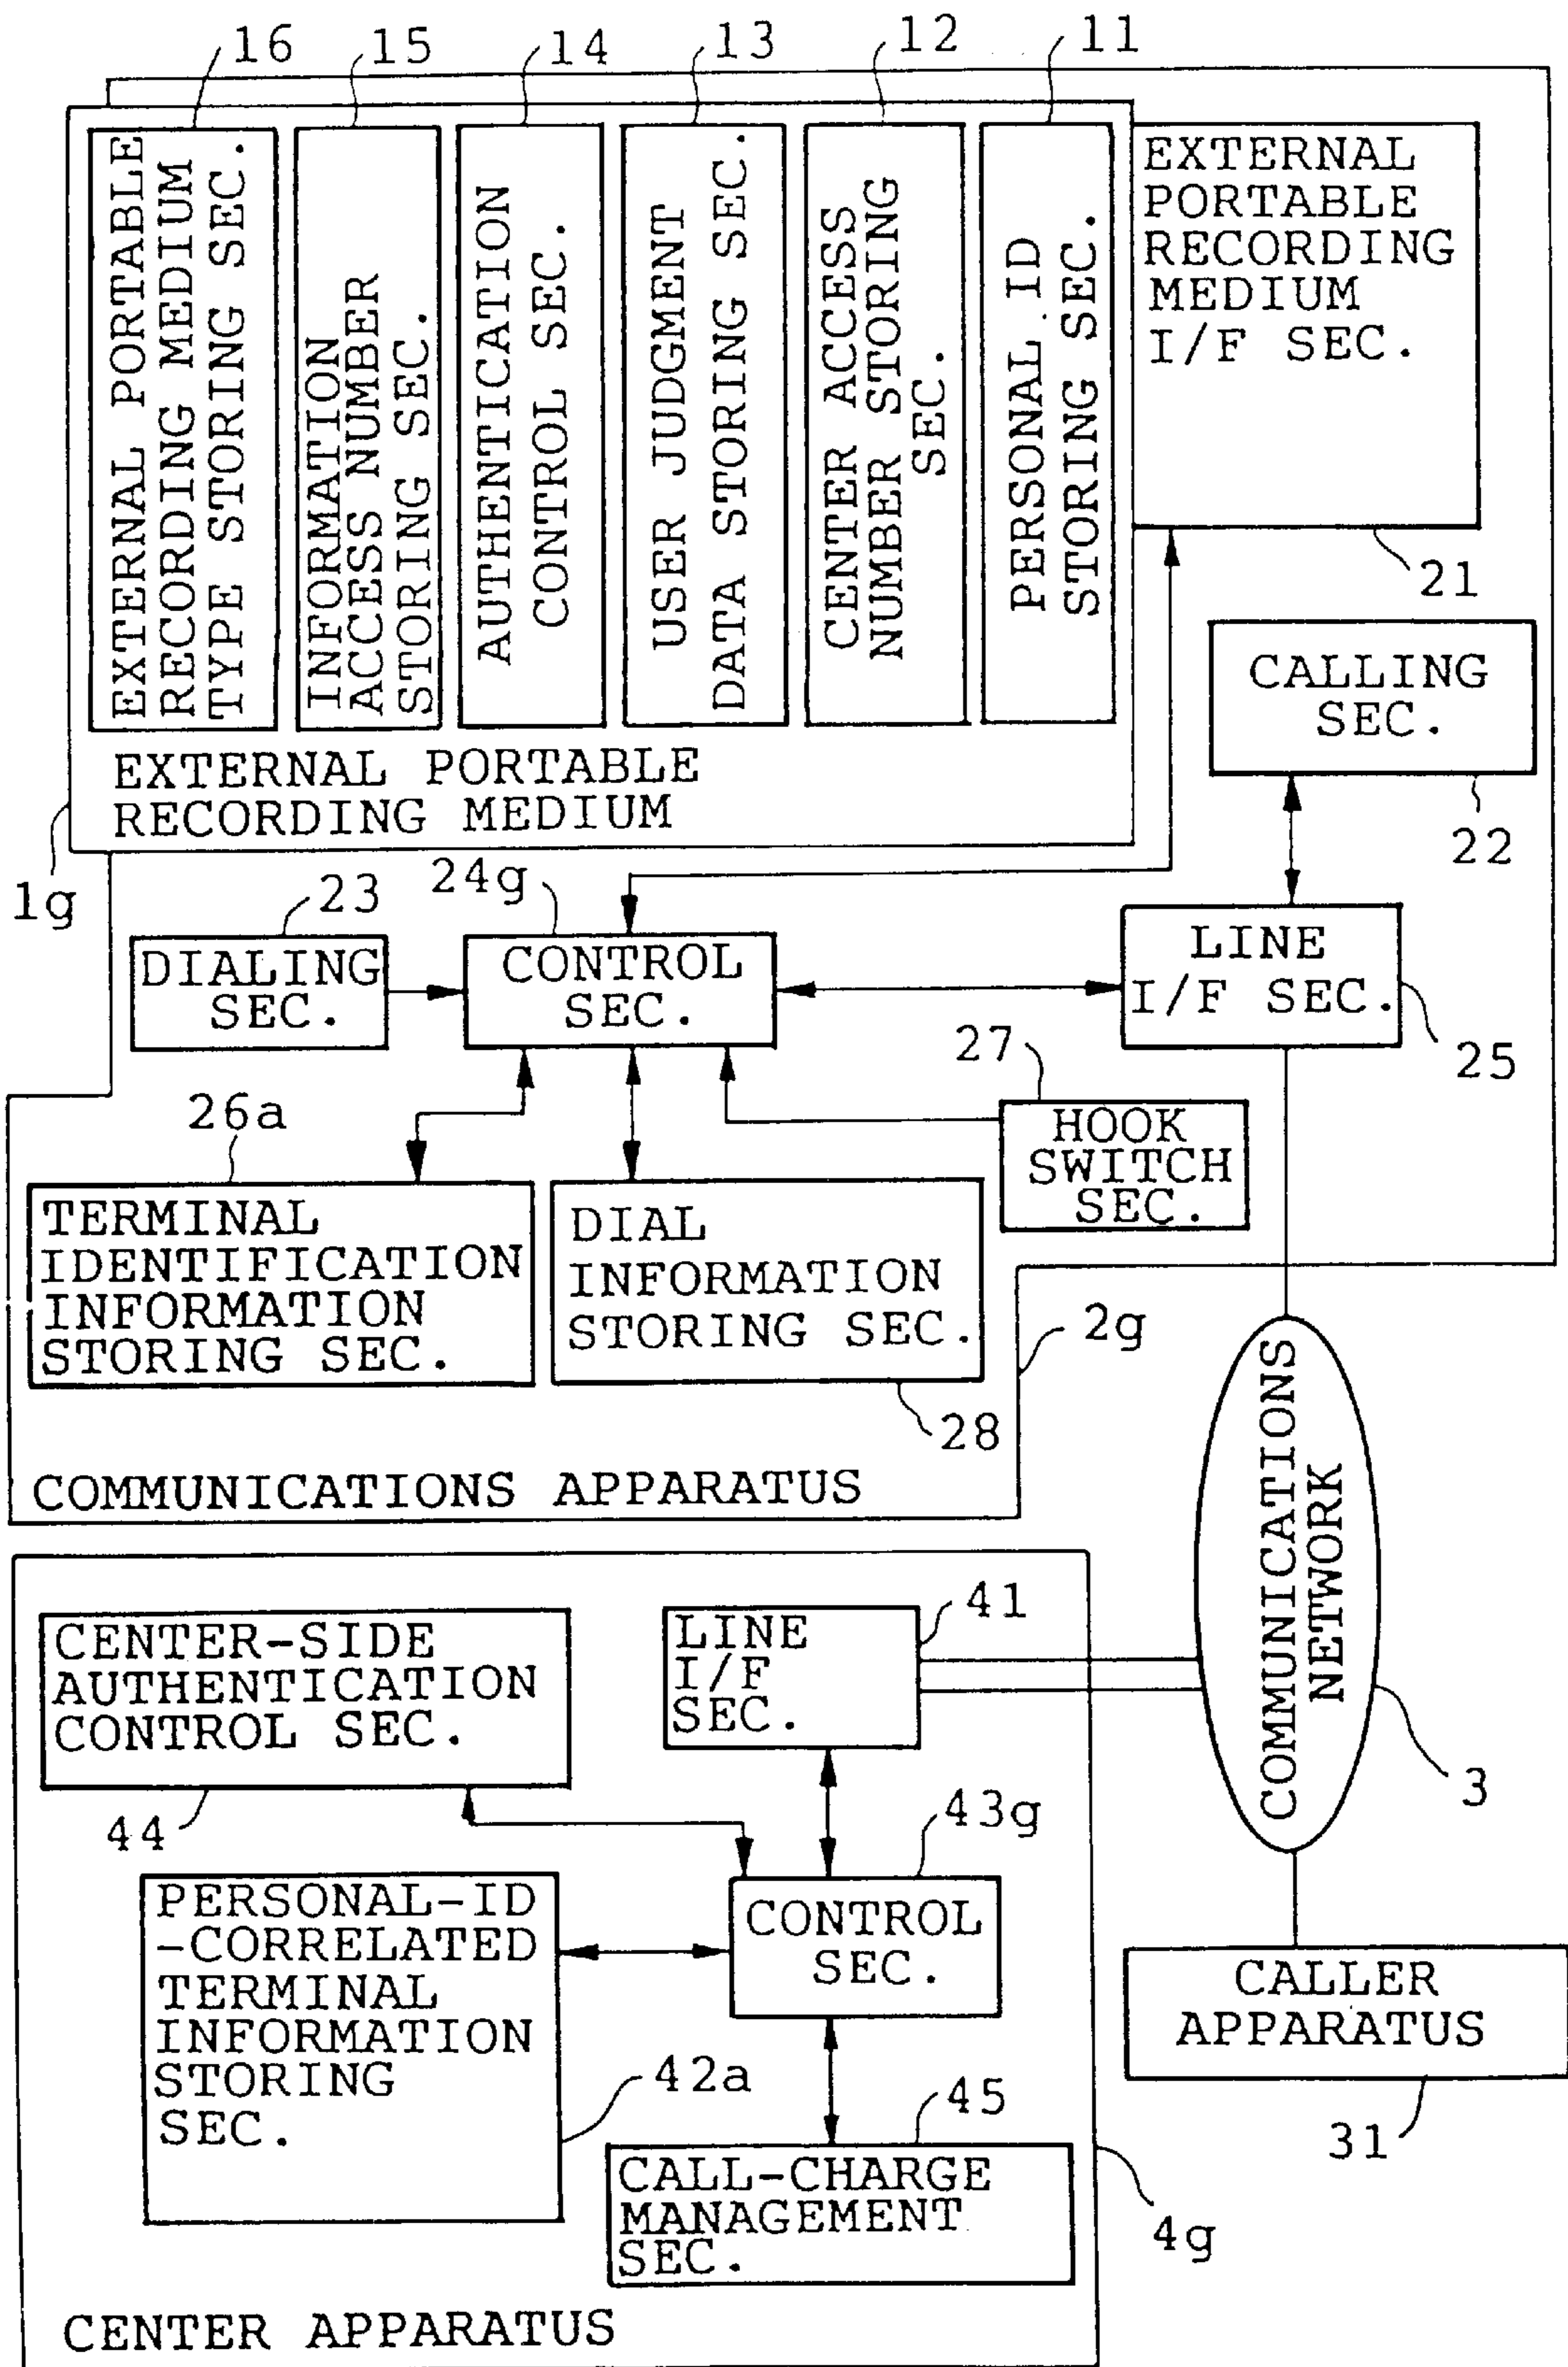 16
15
14
13
12
11
EXTERNAL PORTABLE
RECORDING MEDIUM
TYPE STORING SEC.
INFORMATION
ACCESS NUMBER
STORING SEC.
AUTHENTICATION
CONTROL SEC.
USER JUDGMENT
DATA STORING SEC.
CENTER ACCESS
NUMBER STORING
SEC.
PERSONAL ID
STORING SEC.
EXTERNAL
PORTABLE
RECORDING
MEDIUM
I/F SEC.
21
EXTERNAL PORTABLE
RECORDING MEDIUM
1g
CALLING
SEC.
22
23
DIALING
SEC.
24g
CONTROL
SEC.
LINE
I/F SEC.
25
27
HOOK
SWITCH
SEC.
26a
TERMINAL
IDENTIFICATION
INFORMATION
STORING SEC.
DIAL
INFORMATION
STORING SEC.
28
2g
COMMUNICATIONS APPARATUS
COMMUNICATIONS
NETWORK
3
CENTER-SIDE
AUTHENTICATION
CONTROL SEC.
44
LINE
I/F
SEC.
41
43g
CONTROL
SEC.
PERSONAL-ID
-CORRELATED
TERMINAL
INFORMATION
STORING
SEC.
42a
45
CALL-CHARGE
MANAGEMENT
SEC.
4g
CALLER
APPARATUS
31
CENTER APPARATUS